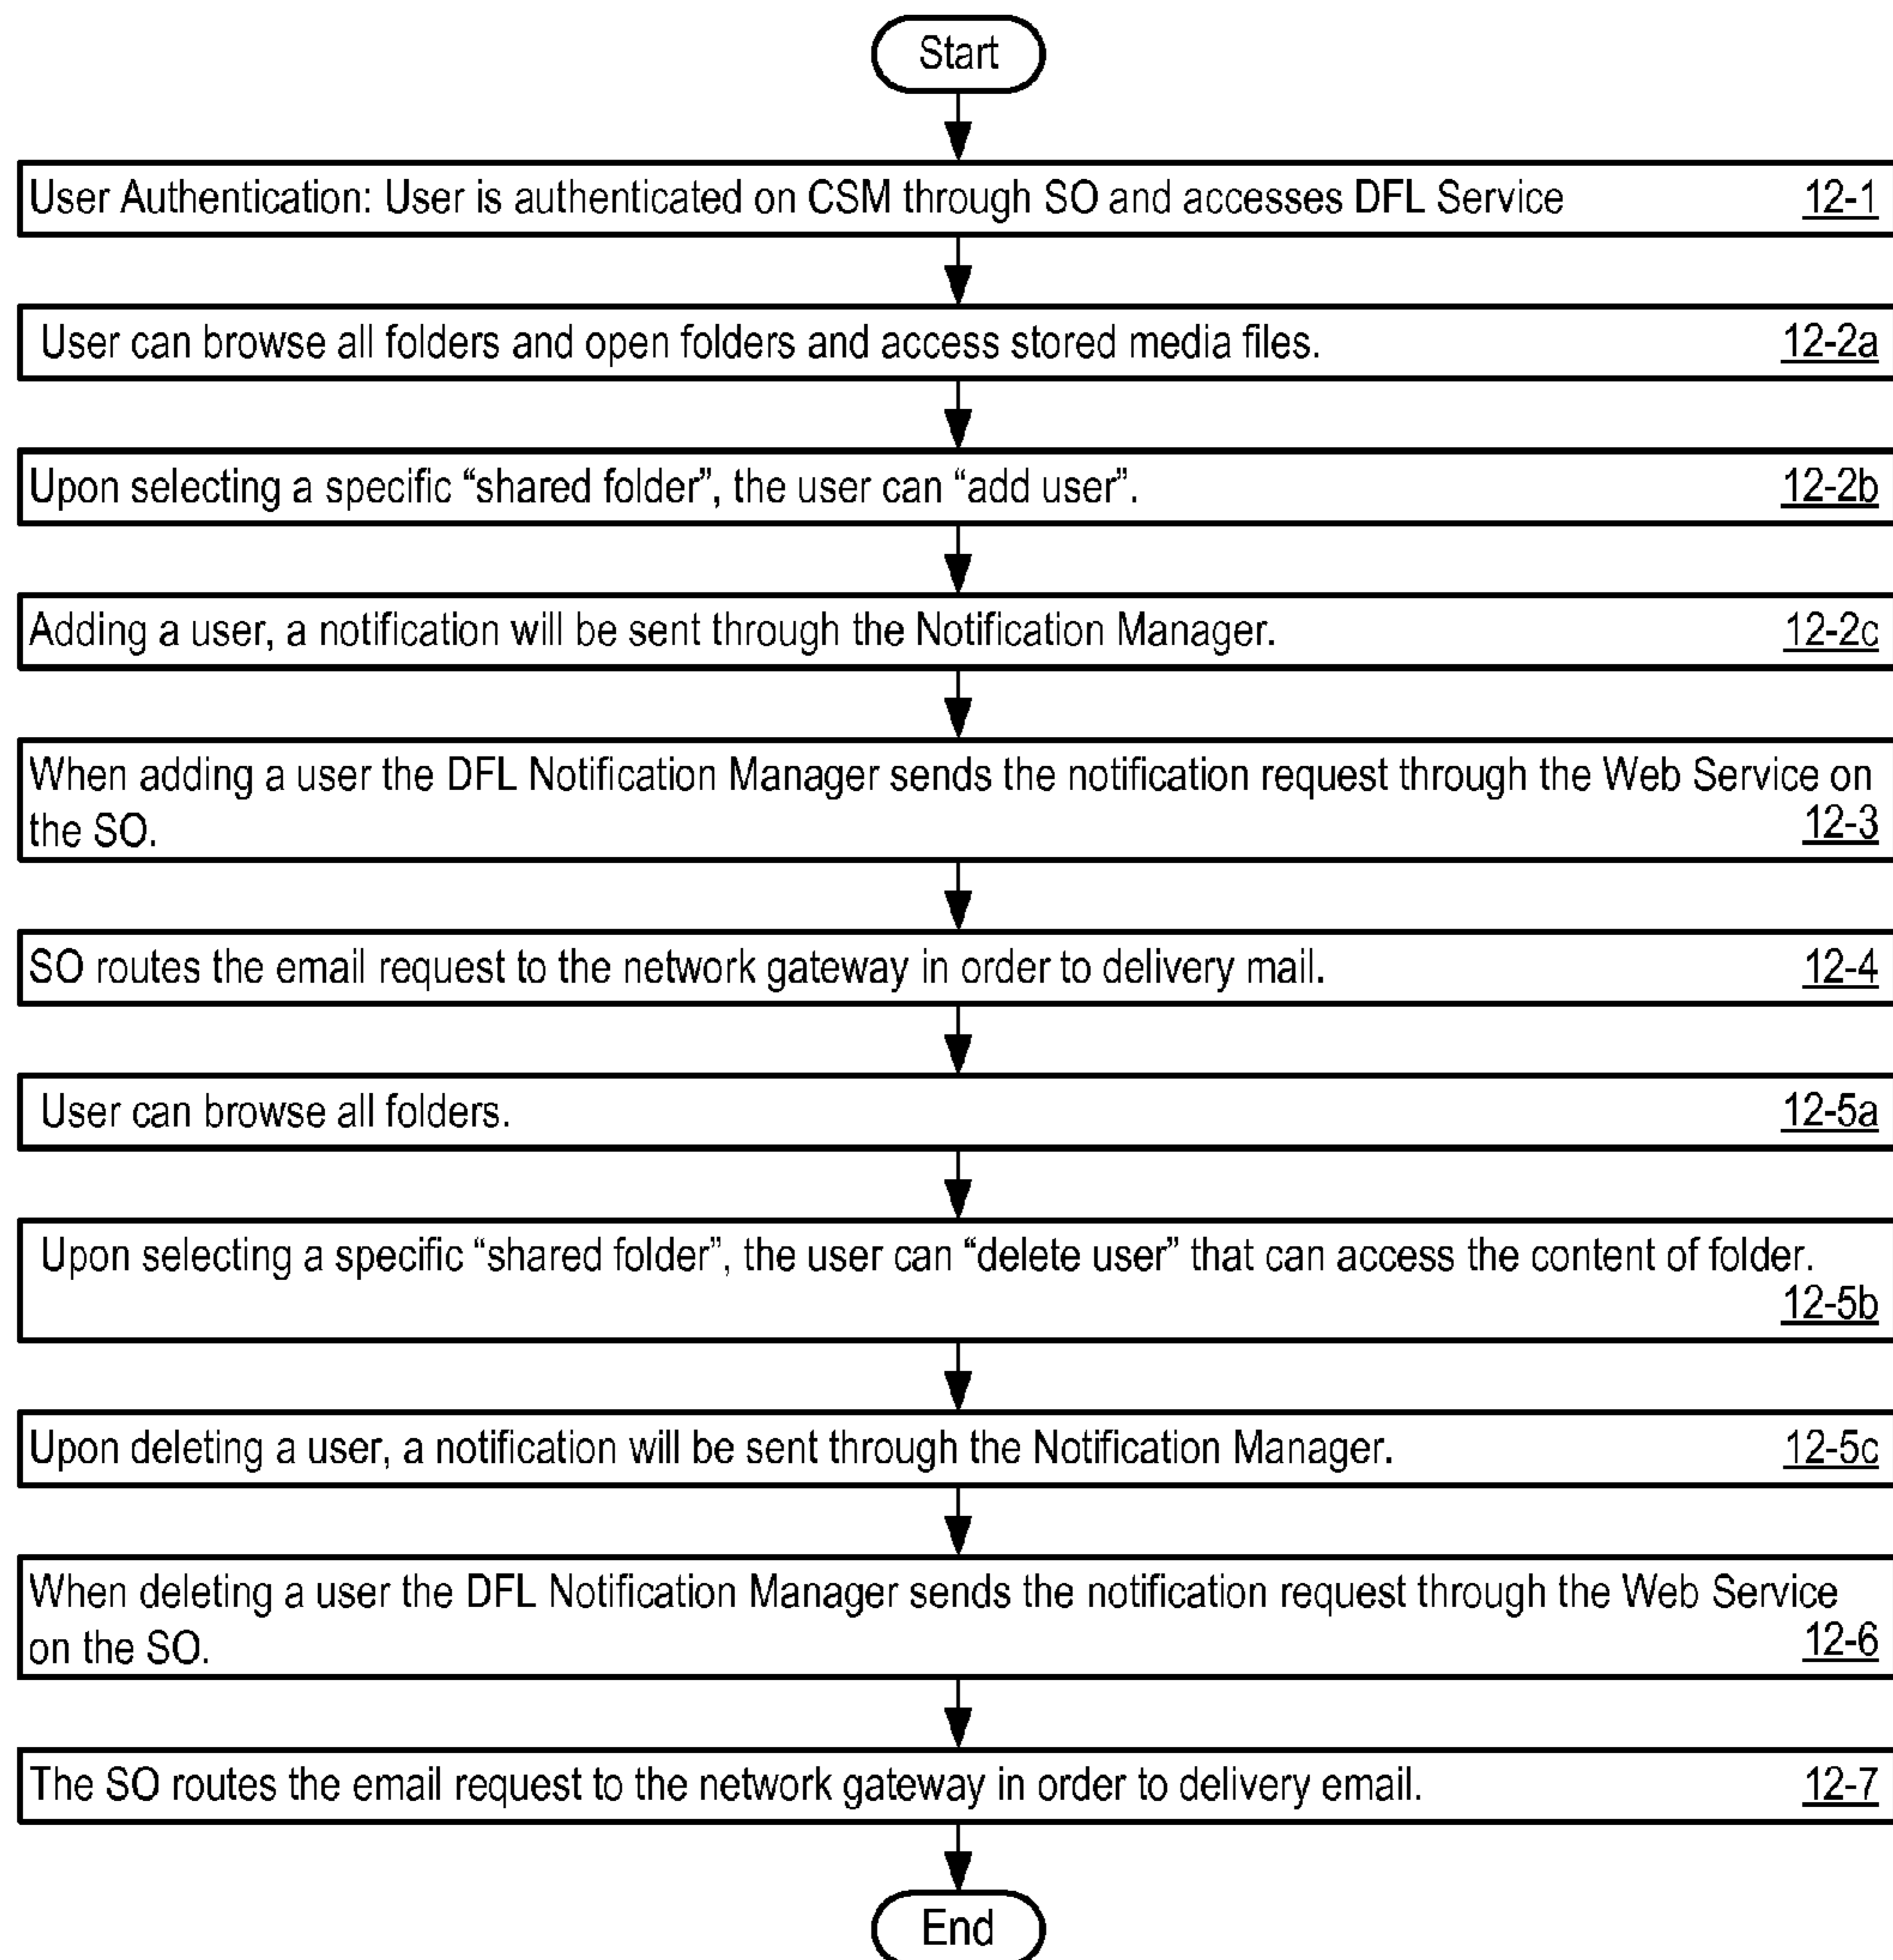 Start
User Authentication: User is authenticated on CSM through SO and accesses DFL Service 12-1
User can browse all folders and open folders and access stored media files. 12-2a
Upon selecting a specific “shared folder”, the user can “add user”. 12-2b
Adding a user, a notification will be sent through the Notification Manager. 12-2c
When adding a user the DFL Notification Manager sends the notification request through the Web Service on
the SO. 12-3
SO routes the email request to the network gateway in order to delivery mail. 12-4
User can browse all folders. 12-5a
Upon selecting a specific “shared folder”, the user can “delete user” that can access the content of folder.
12-5b
Upon deleting a user, a notification will be sent through the Notification Manager. 12-5c
When deleting a user the DFL Notification Manager sends the notification request through the Web Service
on the SO. 12-6
The SO routes the email request to the network gateway in order to delivery email. 12-7
End